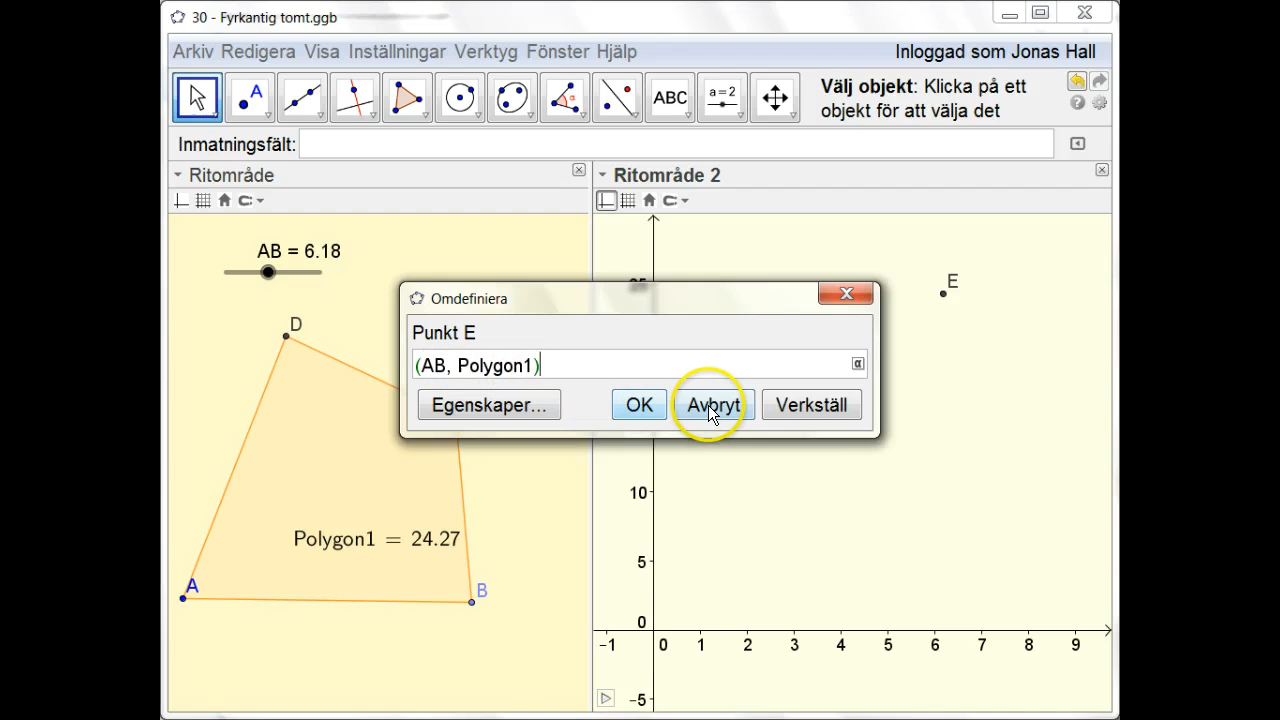 30 - Fyrkantig tomt.ggb
Arkiv Redigera Visa Inställningar Verktyg Fönster Hjälp
Inloggad som Jonas Hall
A
α
ABC
a=2
Välj objekt: Klicka på ett
objekt för att välja det
Inmatningsfält:
Ritområde
Ritområde 2
AB = 6.18
E
D
Omdefiniera
Punkt E
(AB, Polygon1)
α
Egenskaper...
OK
Avbryt
Verkställ
10
Polygon1 = 24.27
5
A
B
0
-1 0 1 2 3 4 5 6 7 8 9
-5